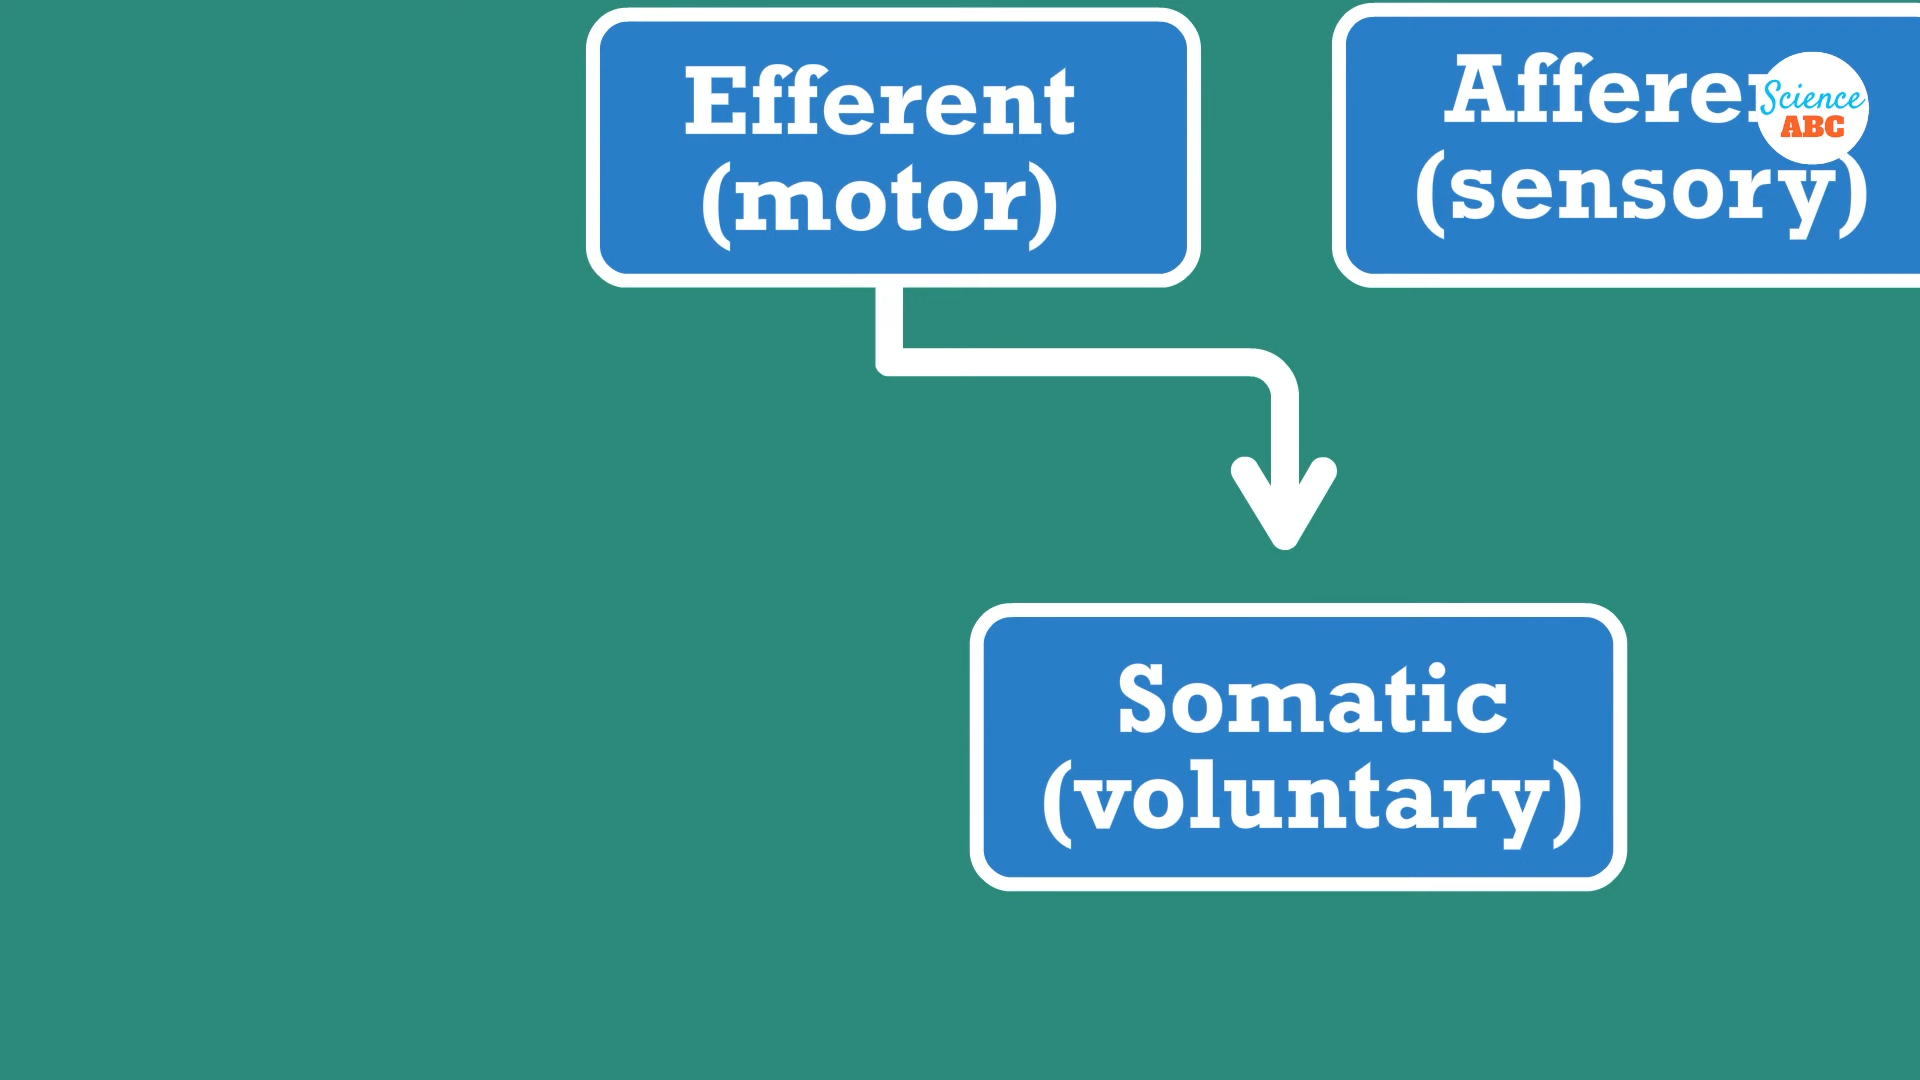 Efferent
(motor)
(sensory)
Science
ABC
Somatic
(voluntary)